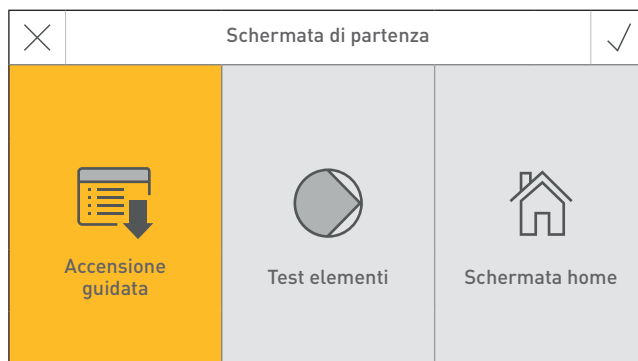 Schermata di partenza
Accensione
guidata
Test elementi
Schermata home